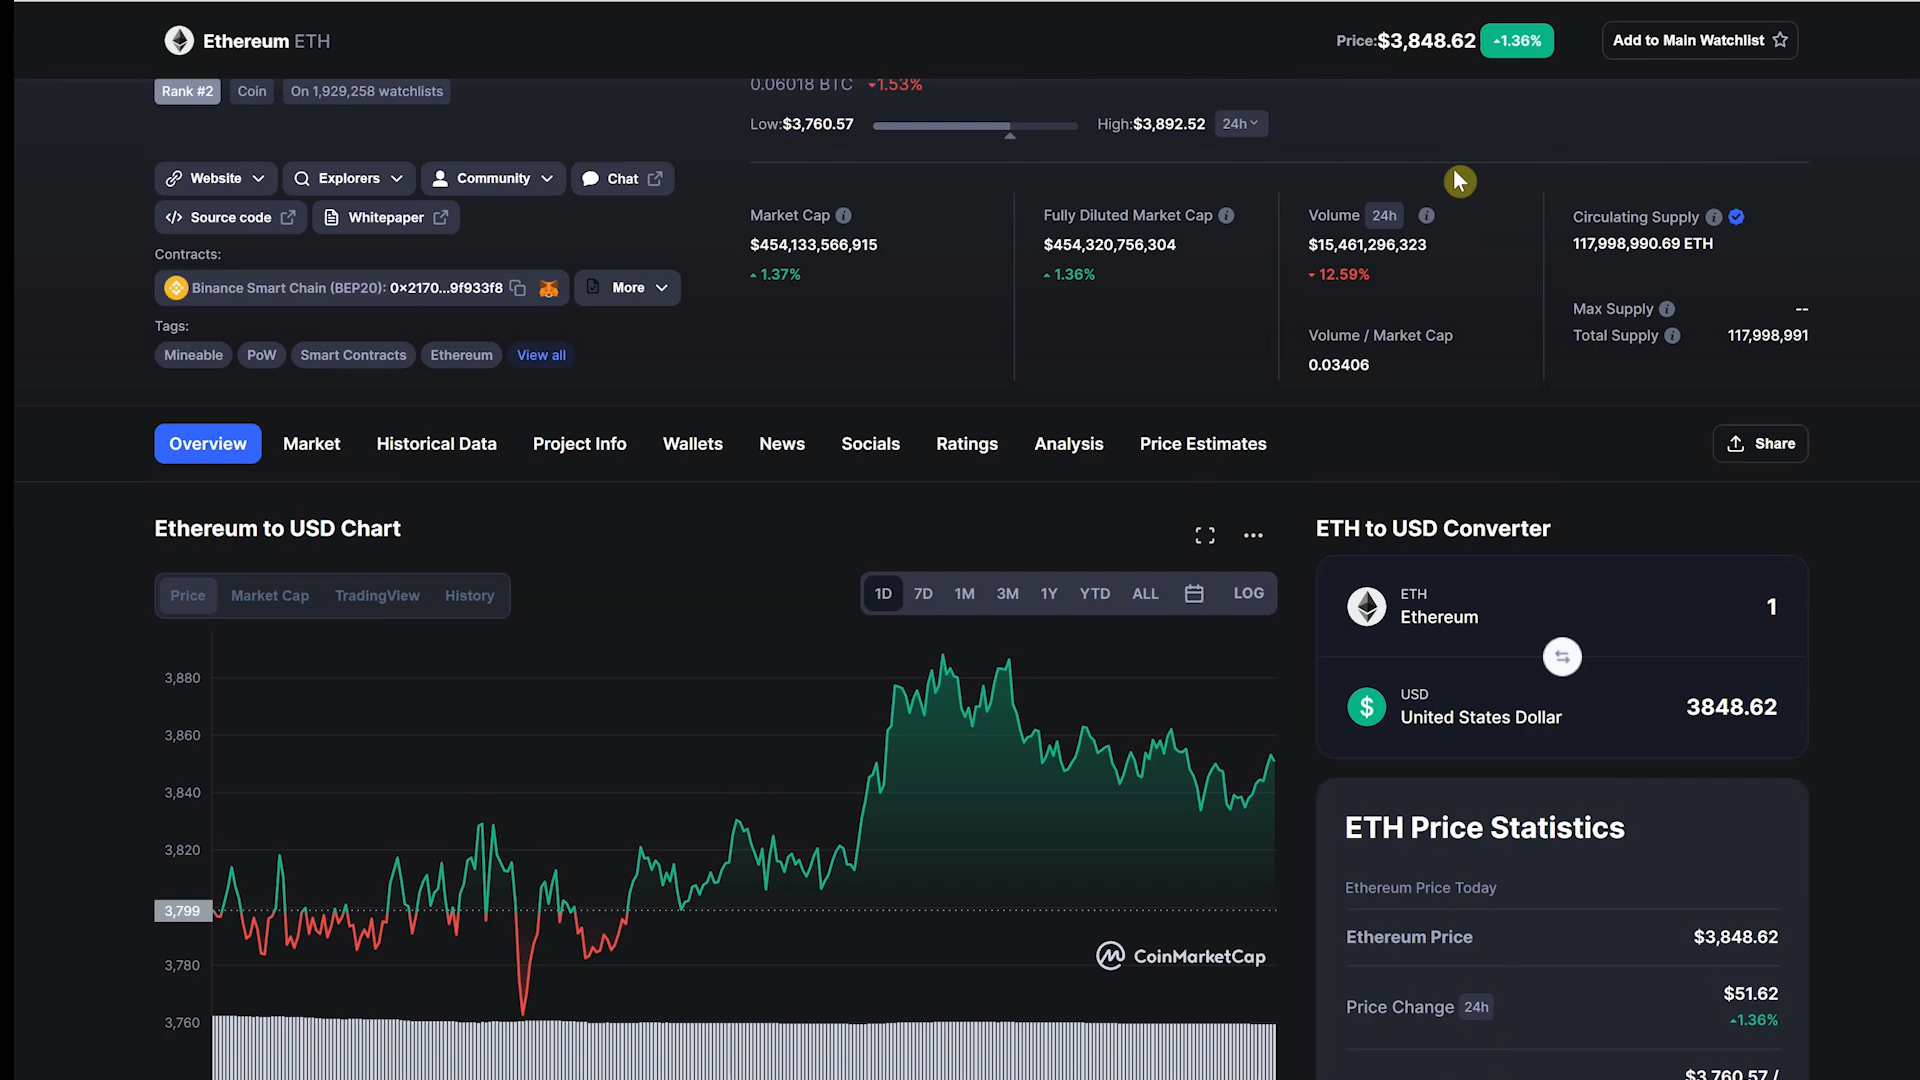 Ethereum ETH
Price:$3,848.62 1.36%
Add to Main Watchlist
Rank #2 Coin On 1,929,258 watchlists
0.06018 BTC 1.53%
Low:$3,760.57 High:$3,892.52 24h
Website Explorers Community Chat
Source code Whitepaper
Contracts:
Binance Smart Chain (BEP20): 0x2170...9f933f8 More
Tags:
Mineable PoW Smart Contracts Ethereum View all
Market Cap
$454,133,566,915
1.37%
Fully Diluted Market Cap
$454,320,756,304
1.36%
Volume 24h
$15,461,296,323
12.59%
Volume / Market Cap
0.03406
Circulating Supply
117,998,990.69 ETH
Max Supply --
Total Supply 117,998,991
Overview Market Historical Data Project Info Wallets News Socials Ratings Analysis Price Estimates Share
Ethereum to USD Chart
Price Market Cap TradingView History
1D 7D 1M 3M 1Y YTD ALL LOG
3,880
3,860
3,840
3,820
3,799
3,780
3,760
CoinMarketCap
ETH to USD Converter
ETH
Ethereum 1
USD
United States Dollar 3848.62
ETH Price Statistics
Ethereum Price Today
Ethereum Price $3,848.62
Price Change 24h $51.62
1.36%
$3,760.57 /